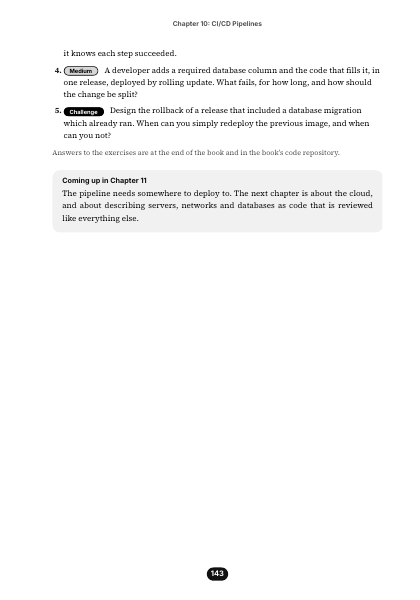 Chapter 10: CI/CD Pipelines
it knows each step succeeded.
4. Medium A developer adds a required database column and the code that fills it, in
one release, deployed by rolling update. What fails, for how long, and how should
the change be split?
5. Challenge Design the rollback of a release that included a database migration
which already ran. When can you simply redeploy the previous image, and when
can you not?
Answers to the exercises are at the end of the book and in the book's code repository.
Coming up in Chapter 11
The pipeline needs somewhere to deploy to. The next chapter is about the cloud,
and about describing servers, networks and databases as code that is reviewed
like everything else.
143